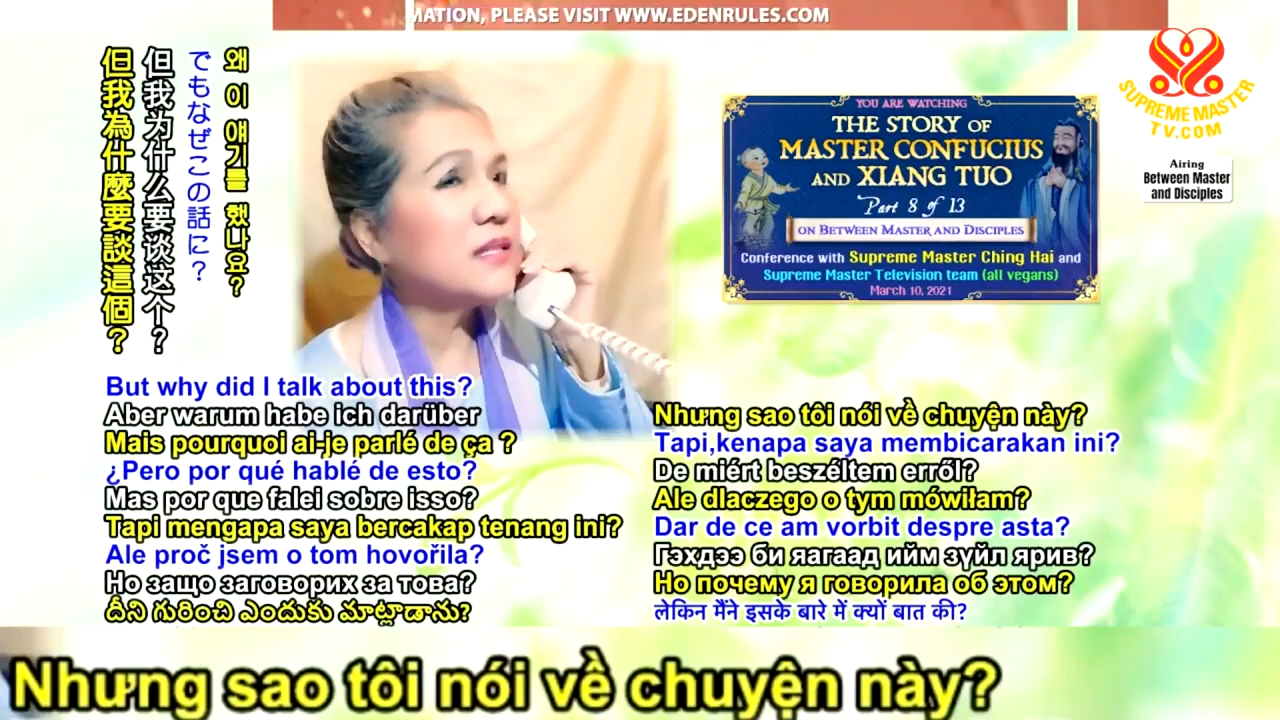 MATION, PLEASE VISIT WWW.EDENRULES.COM
왜 이 얘기를 했나요?
でもなぜこの話に?
但我为什么要谈这个?
但我為什麼要談這個?
YOU ARE WATCHING
THE STORY OF
MASTER CONFUCIUS
AND XIANG TUO
Part 8 of 13
ON BETWEEN MASTER AND DISCIPLES
Conference with Supreme Master Ching Hai and
Supreme Master Television team (all vegans)
March 10, 2021
SUPREME MASTER
TV.COM
Airing
Between Master
and Disciples
But why did I talk about this?
Aber warum habe ich darüber
Mais pourquoi ai-je parlé de ça ?
¿Pero por qué hablé de esto?
Mas por que falei sobre isso?
Tapi mengapa saya bercakap tenang ini?
Ale proč jsem o tom hovořila?
Но защо заговорих за това?
దీని గురించి ఎందుకు మాట్లాడాను?
Nhưng sao tôi nói về chuyện này?
Tapi,kenapa saya membicarakan ini?
De miért beszéltem erről?
Ale dlaczego o tym mówiłam?
Dar de ce am vorbit despre asta?
Гэхдээ би яагаад ийм зүйл ярив?
Но почему я говорила об этом?
लेकिन मैंने इसके बारे में क्यों बात की?
Nhưng sao tôi nói về chuyện này?